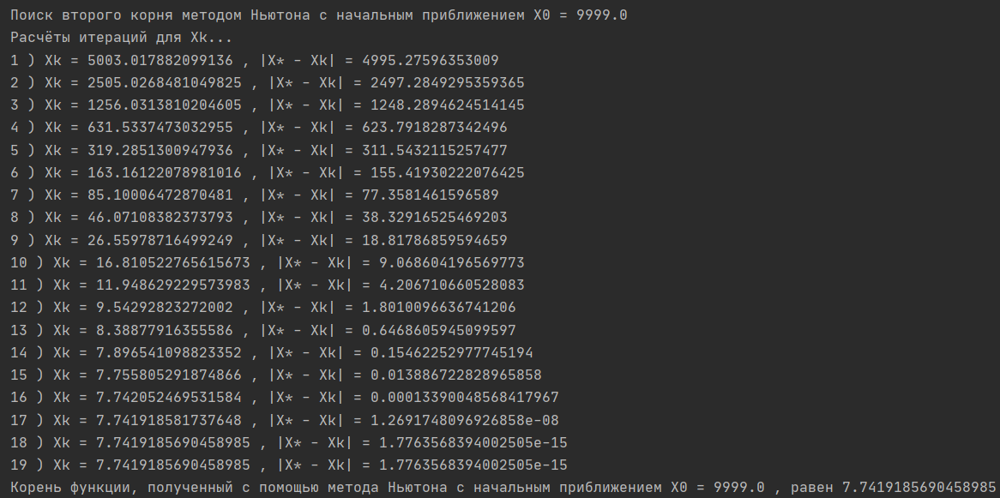 Поиск второго корня методом Ньютона с начальным приближением X0 = 9999.0
Расчёты итераций для Xk...
1 ) Xk = 5003.017882099136 , |X* - Xk| = 4995.27596353009
2 ) Xk = 2505.0268481049825 , |X* - Xk| = 2497.2849295359365
3 ) Xk = 1256.0313810204605 , |X* - Xk| = 1248.2894624514145
4 ) Xk = 631.5337473032955 , |X* - Xk| = 623.7918287342496
5 ) Xk = 319.2851300947936 , |X* - Xk| = 311.5432115257477
6 ) Xk = 163.16122078981016 , |X* - Xk| = 155.41930222076425
7 ) Xk = 85.10006472870481 , |X* - Xk| = 77.3581461596589
8 ) Xk = 46.07108382373793 , |X* - Xk| = 38.32916525469203
9 ) Xk = 26.55978716499249 , |X* - Xk| = 18.81786859594659
10 ) Xk = 16.810522765615673 , |X* - Xk| = 9.068604196569773
11 ) Xk = 11.948629229573983 , |X* - Xk| = 4.206710660528083
12 ) Xk = 9.54292823272002 , |X* - Xk| = 1.8010096636741206
13 ) Xk = 8.38877916355586 , |X* - Xk| = 0.6468605945099597
14 ) Xk = 7.896541098823352 , |X* - Xk| = 0.15462252977745194
15 ) Xk = 7.755805291874866 , |X* - Xk| = 0.013886722828965858
16 ) Xk = 7.742052469531584 , |X* - Xk| = 0.00013390048568417967
17 ) Xk = 7.741918581737648 , |X* - Xk| = 1.2691748096926858e-08
18 ) Xk = 7.7419185690458985 , |X* - Xk| = 1.7763568394002505e-15
19 ) Xk = 7.7419185690458985 , |X* - Xk| = 1.7763568394002505e-15
Корень функции, полученный с помощью метода Ньютона с начальным приближением X0 = 9999.0 , равен 7.7419185690458985